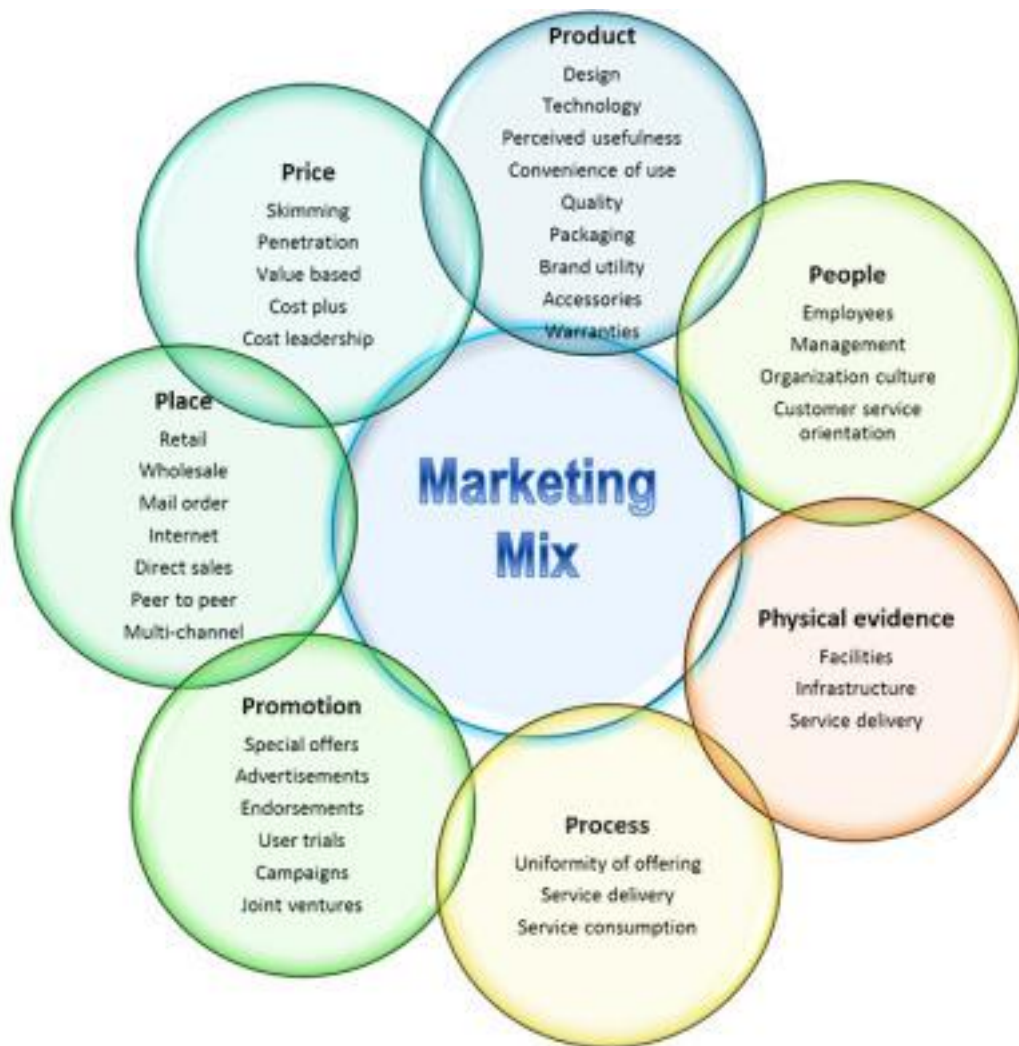 Product
Design
Technology
Perceived usefulness
Convenience of use
Quality
Packaging
Brand utility
Accessories
Warranties
Price
Skimming
Penetration
Value based
Cost plus
Cost leadership
People
Employees
Management
Organization culture
Customer service
orientation
Place
Retail
Wholesale
Mail order
Internet
Direct sales
Peer to peer
Multi-channel
Marketing
Mix
Physical evidence
Facilities
Infrastructure
Service delivery
Promotion
Special offers
Advertisements
Endorsements
User trials
Campaigns
Joint ventures
Process
Uniformity of offering
Service delivery
Service consumption